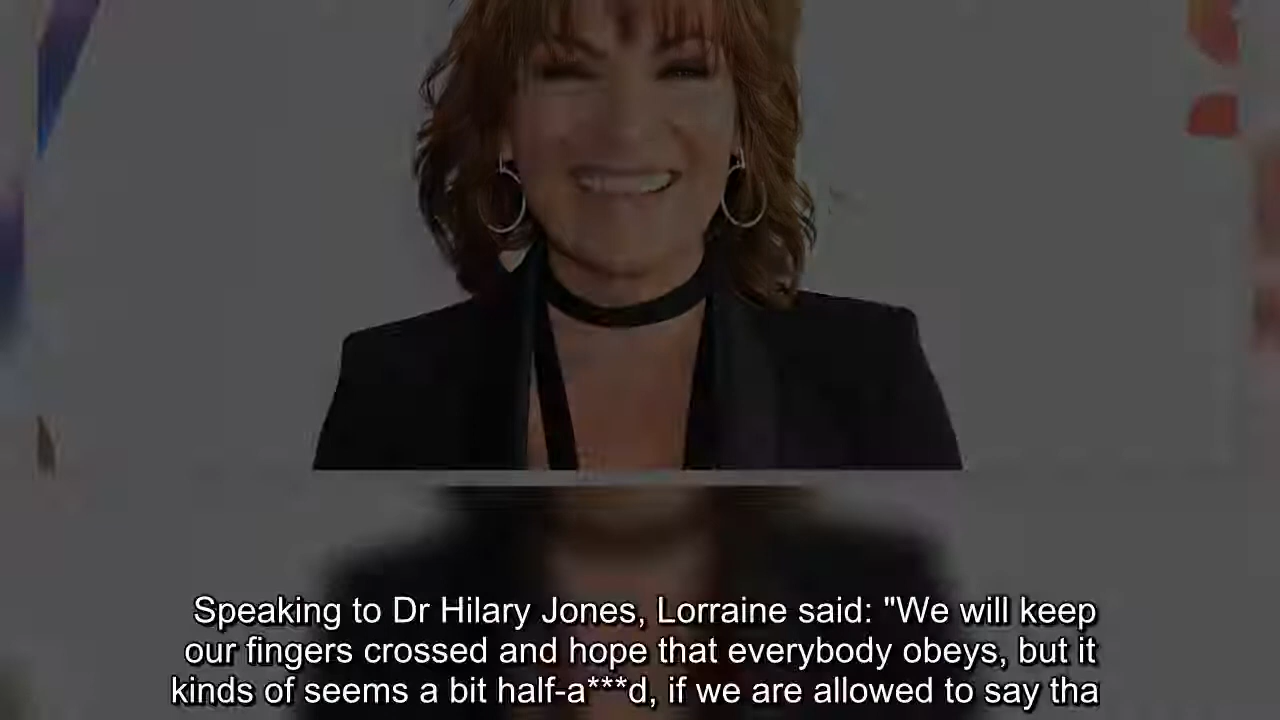 Speaking to Dr Hilary Jones, Lorraine said: "We will keep
our fingers crossed and hope that everybody obeys, but it
kinds of seems a bit half-a***d, if we are allowed to say tha